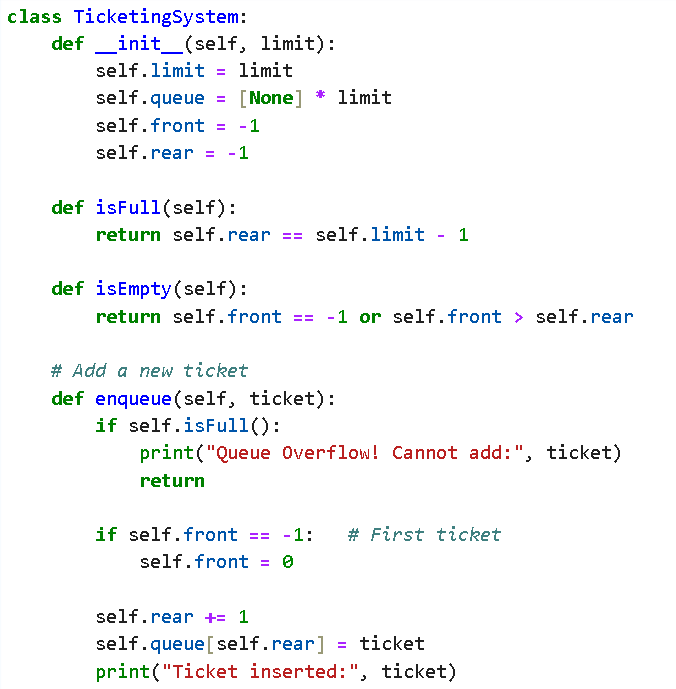 class TicketingSystem:
    def __init__(self, limit):
        self.limit = limit
        self.queue = [None] * limit
        self.front = -1
        self.rear = -1

    def isFull(self):
        return self.rear == self.limit - 1

    def isEmpty(self):
        return self.front == -1 or self.front > self.rear

    # Add a new ticket
    def enqueue(self, ticket):
        if self.isFull():
            print("Queue Overflow! Cannot add:", ticket)
            return

        if self.front == -1:   # First ticket
            self.front = 0

        self.rear += 1
        self.queue[self.rear] = ticket
        print("Ticket inserted:", ticket)